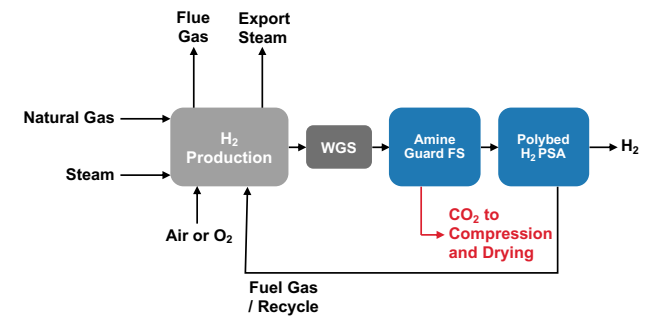 Flue
Gas
Export
Steam
Natural Gas
Steam
H₂
Production
WGS
Amine
Guard FS
Polybed
H₂ PSA
H₂
Air or O₂
CO₂ to
Compression
and Drying
Fuel Gas
/ Recycle